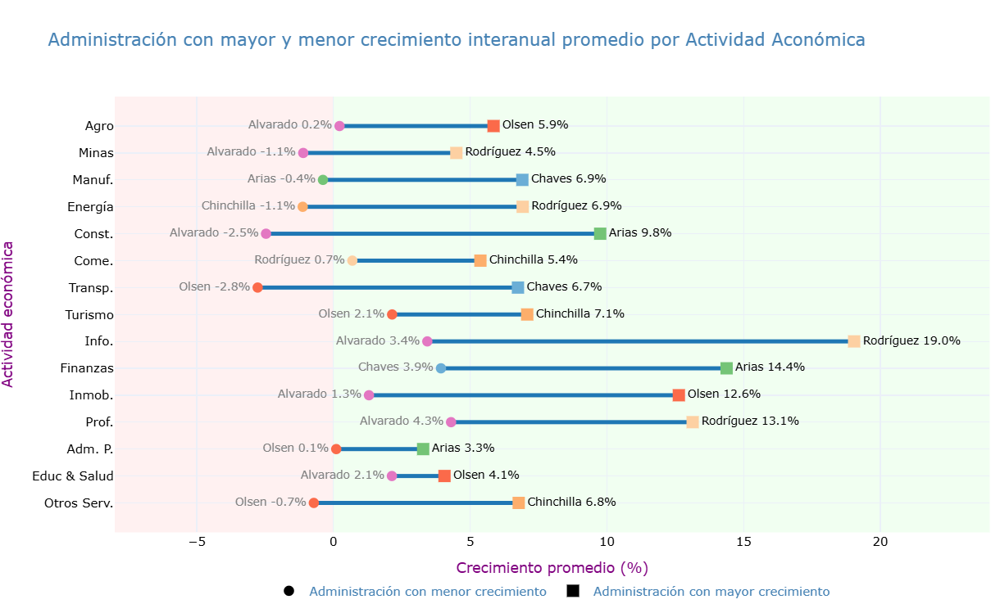 Administración con mayor y menor crecimiento interanual promedio por Actividad Aconómica
Agro Alvarado 0.2% Olsen 5.9%
Minas Alvarado -1.1% Rodríguez 4.5%
Manuf. Arias -0.4% Chaves 6.9%
Energía Chinchilla -1.1% Rodríguez 6.9%
Const. Alvarado -2.5% Arias 9.8%
Come. Rodríguez 0.7% Chinchilla 5.4%
Transp. Olsen -2.8% Chaves 6.7%
Turismo Olsen 2.1% Chinchilla 7.1%
Info. Alvarado 3.4% Rodríguez 19.0%
Finanzas Chaves 3.9% Arias 14.4%
Inmob. Alvarado 1.3% Olsen 12.6%
Prof. Alvarado 4.3% Rodríguez 13.1%
Adm. P. Olsen 0.1% Arias 3.3%
Educ & Salud Alvarado 2.1% Olsen 4.1%
Otros Serv. Olsen -0.7% Chinchilla 6.8%
Actividad económica
−5 0 5 10 15 20
Crecimiento promedio (%)
Administración con menor crecimiento Administración con mayor crecimiento